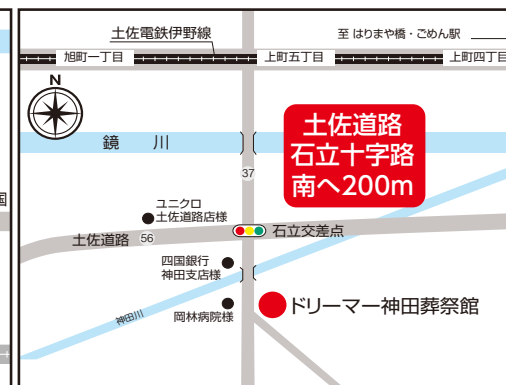 土佐電鉄伊野線
至 はりまや橋・ごめん駅
旭町一丁目
上町五丁目
上町四丁目
N
鏡 川
土佐道路
石立十字路
南へ200m
37
国
ユニクロ
土佐道路店様
土佐道路 56
石立交差点
四国銀行
神田支店様
神田川
岡林病院様
ドリーマー神田葬祭館